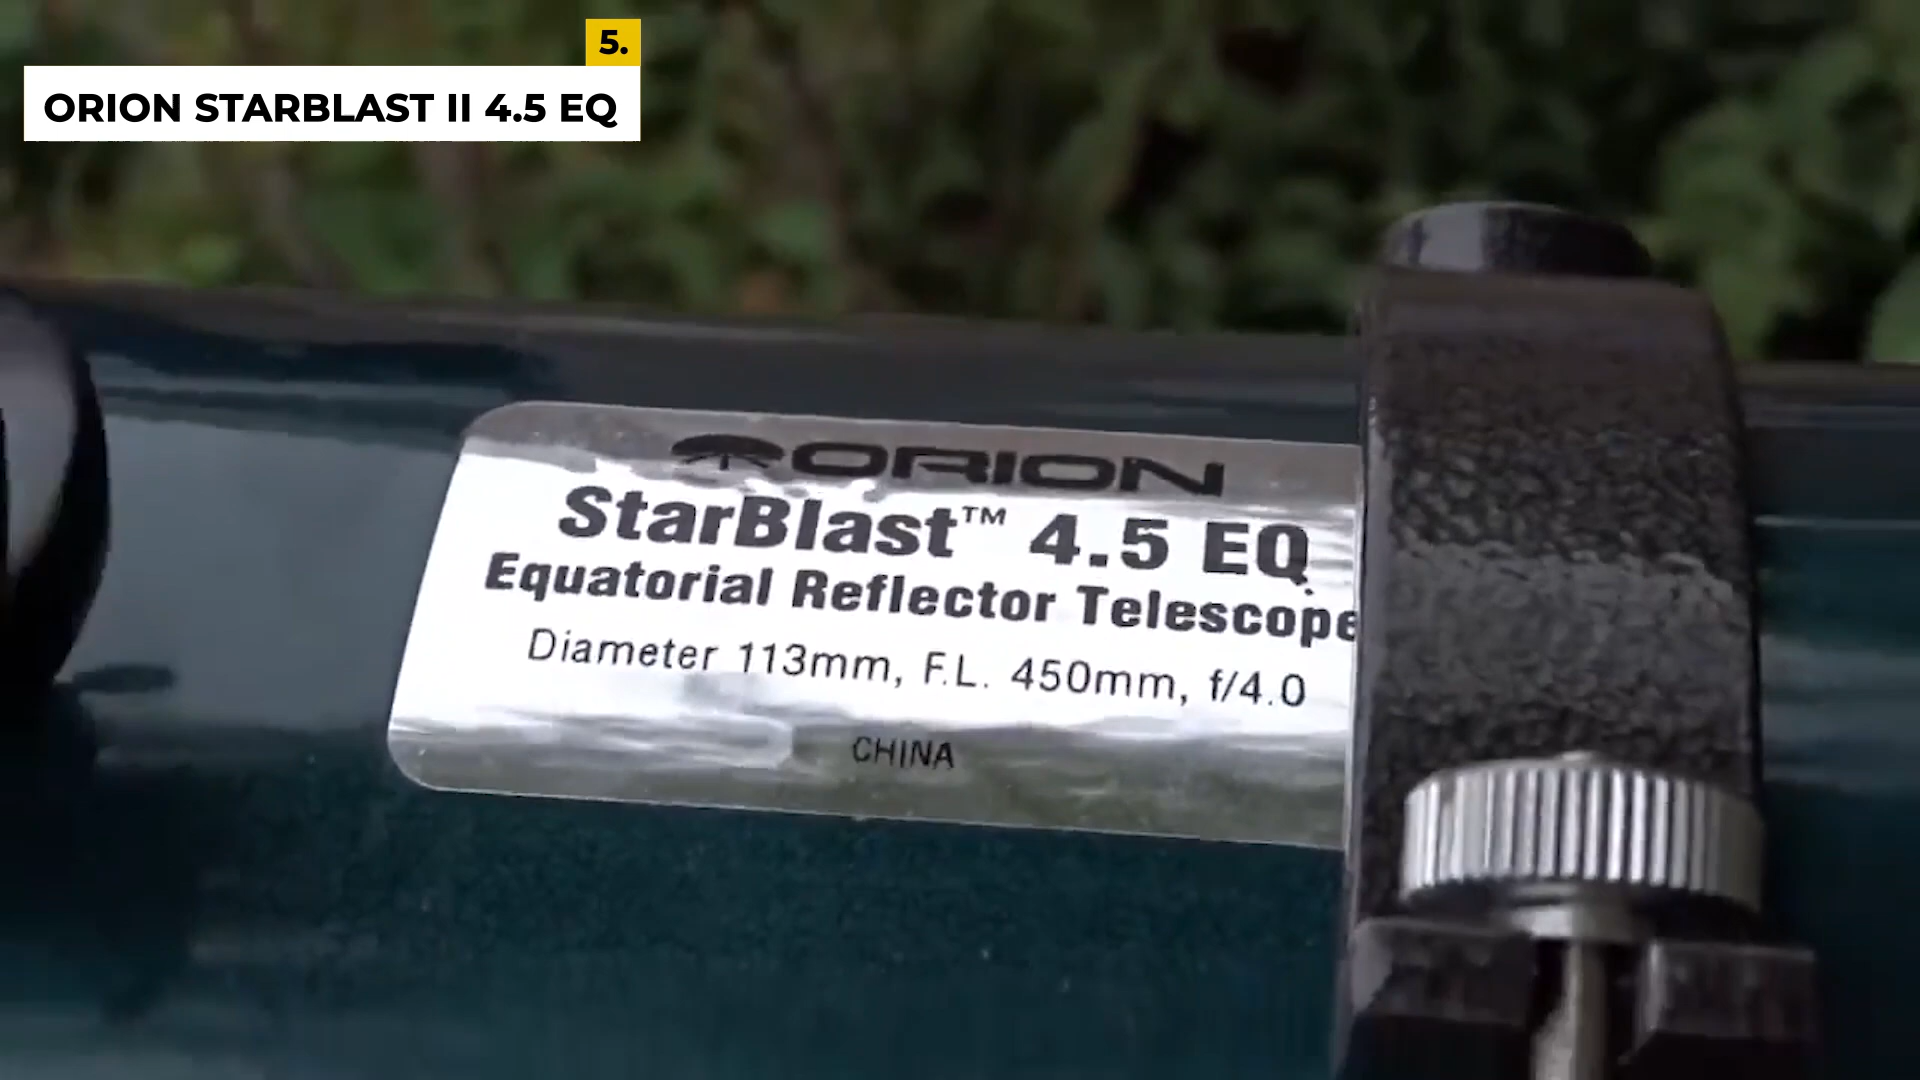 5.
ORION STARBLAST II 4.5 EQ
ORION
StarBlast™ 4.5 EQ
Equatorial Reflector Telescope
Diameter 113mm, F.L. 450mm, f/4.0
CHINA